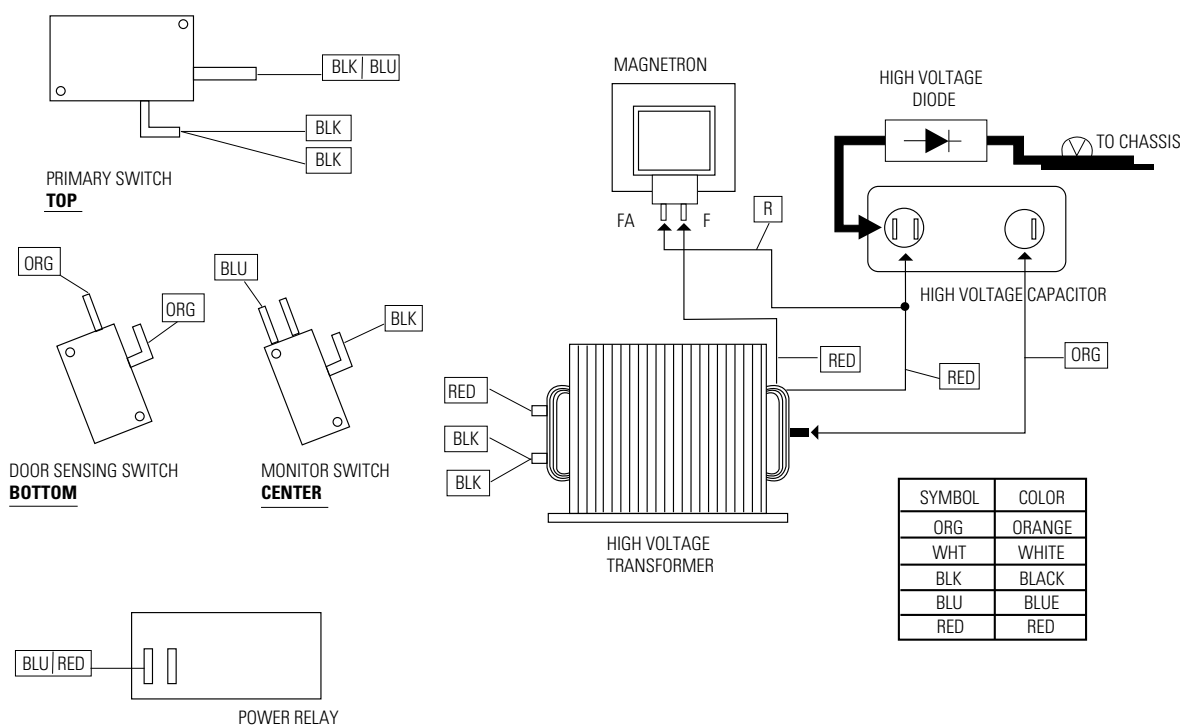 BLK BLU
BLK
BLK
PRIMARY SWITCH
TOP
MAGNETRON
FA
F
R
HIGH VOLTAGE
DIODE
V
TO CHASSIS
HIGH VOLTAGE CAPACITOR
ORG
ORG
DOOR SENSING SWITCH
BOTTOM
BLU
BLK
MONITOR SWITCH
CENTER
RED
BLK
BLK
RED
RED
ORG
HIGH VOLTAGE
TRANSFORMER
SYMBOL COLOR
ORG ORANGE
WHT WHITE
BLK BLACK
BLU BLUE
RED RED
BLU RED
POWER RELAY